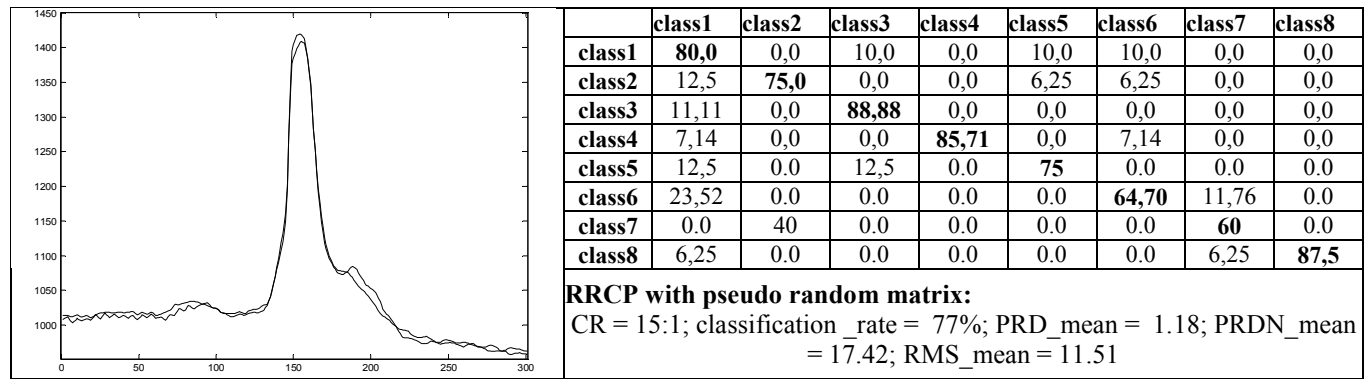 1450
1400
1350
1300
1250
1200
1150
1100
1050
1000
0 50 100 150 200 250 300
class1 class2 class3 class4 class5 class6 class7 class8
class1 80,0 0,0 10,0 0,0 10,0 10,0 0,0 0,0
class2 12,5 75,0 0,0 0,0 6,25 6,25 0,0 0,0
class3 11,11 0,0 88,88 0,0 0,0 0,0 0,0 0,0
class4 7,14 0,0 0,0 85,71 0,0 7,14 0,0 0,0
class5 12,5 0.0 12,5 0.0 75 0.0 0.0 0.0
class6 23,52 0.0 0.0 0.0 0.0 64,70 11,76 0.0
class7 0.0 40 0.0 0.0 0.0 0.0 60 0.0
class8 6,25 0.0 0.0 0.0 0.0 0.0 6,25 87,5
RRCP with pseudo random matrix:
CR = 15:1; classification _rate = 77%; PRD_mean = 1.18; PRDN_mean
= 17.42; RMS_mean = 11.51